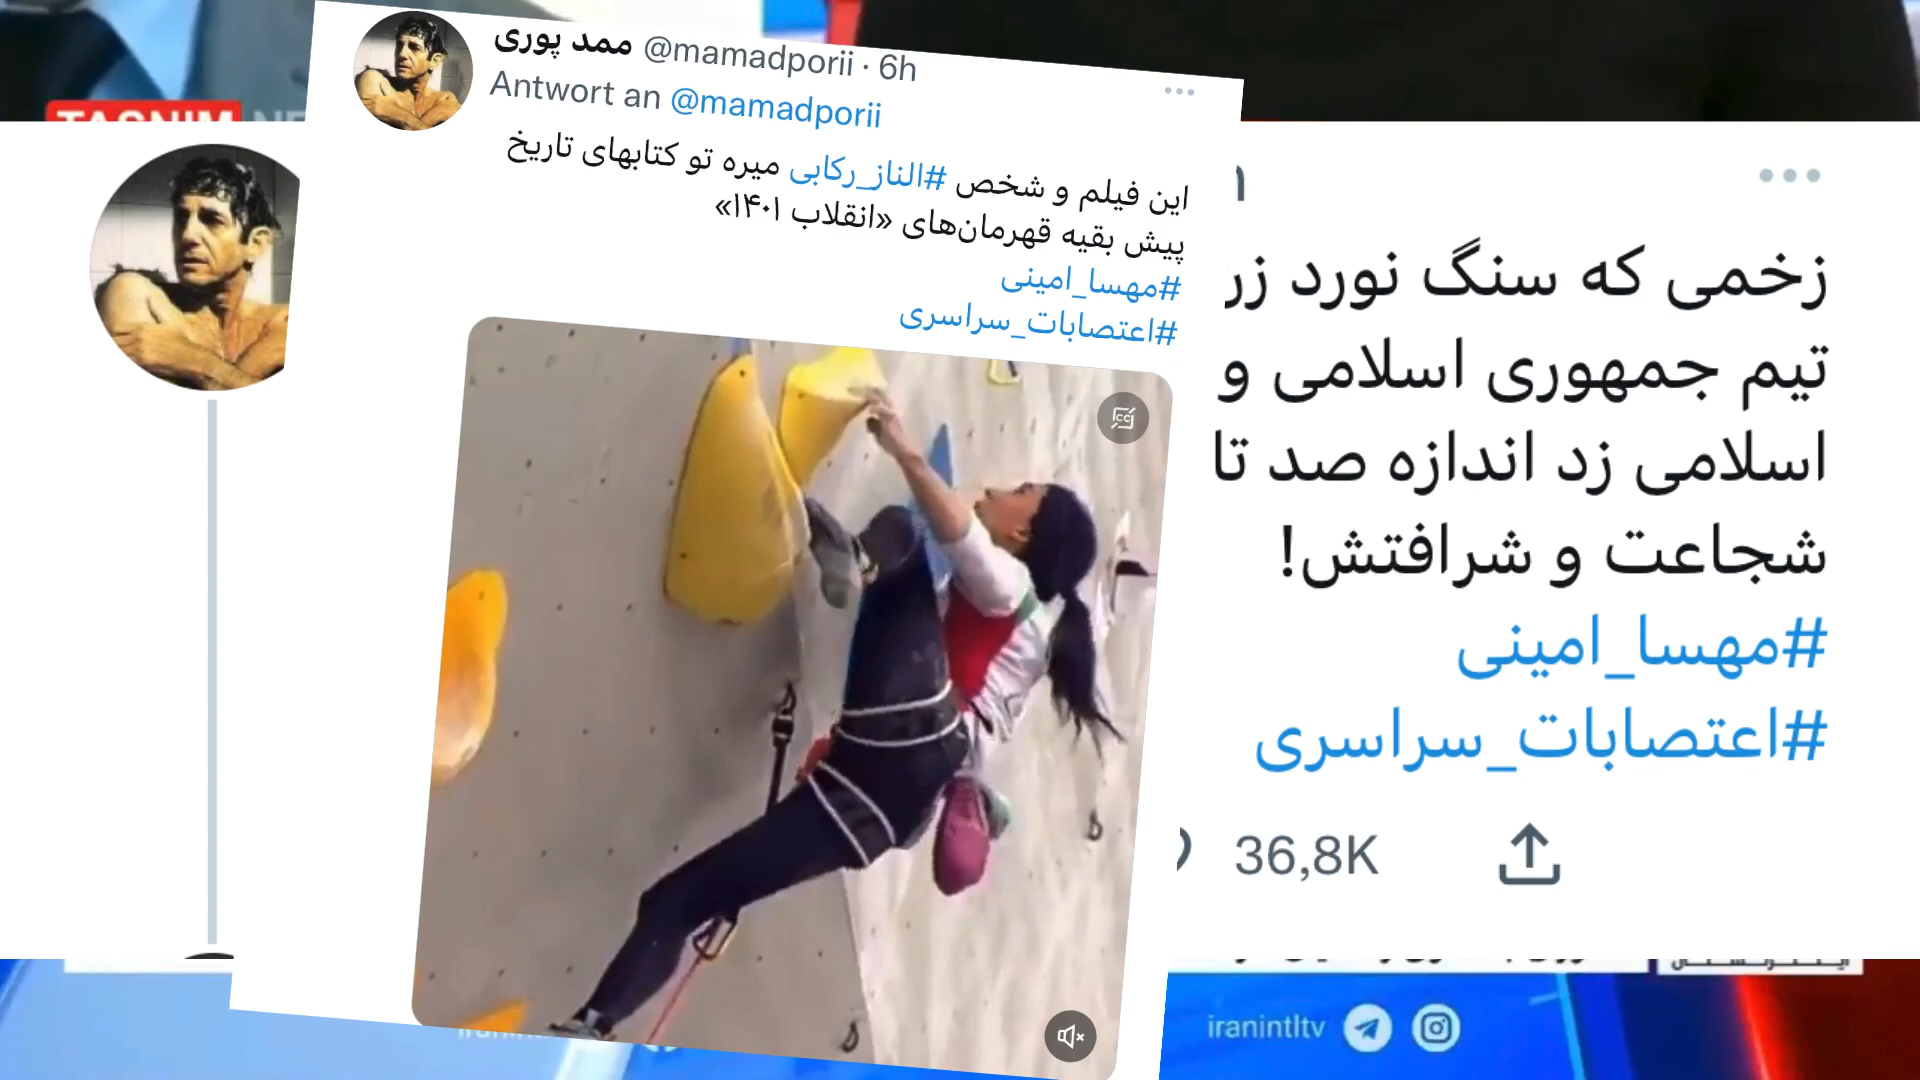 TASNIM
ممد پوری @mamadporii · 6h
Antwort an @mamadporii
این فیلم و شخص #الناز_رکابی میره تو کتابهای تاریخ
پیش بقیه قهرمان‌های «انقلاب ۱۴۰۱»
#مهسا_امینی
#اعتصابات_سراسری
زخمی که سنگ نورد زر
تیم جمهوری اسلامی و
اسلامی زد اندازه صد تا
شجاعت و شرافتش!
#مهسا_امینی
#اعتصابات_سراسری
36,8K
iranintltv